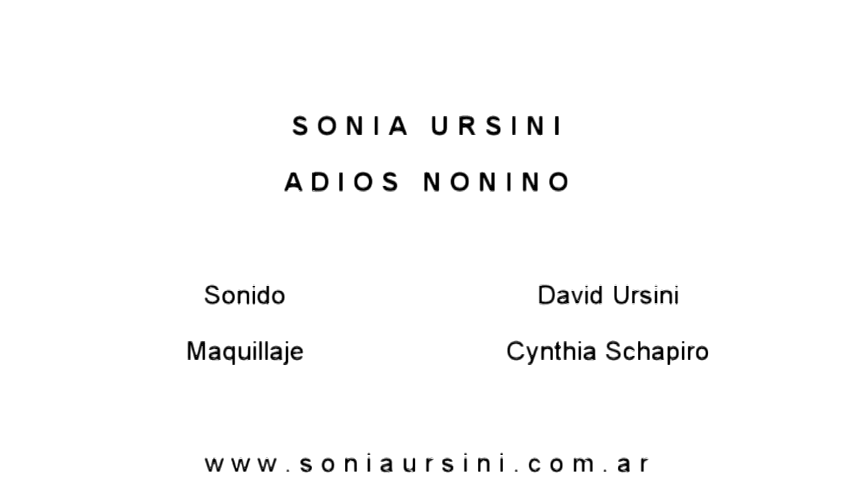 SONIA URSINI
ADIOS NONINO
Sonido David Ursini
Maquillaje Cynthia Schapiro
www.soniaursini.com.ar